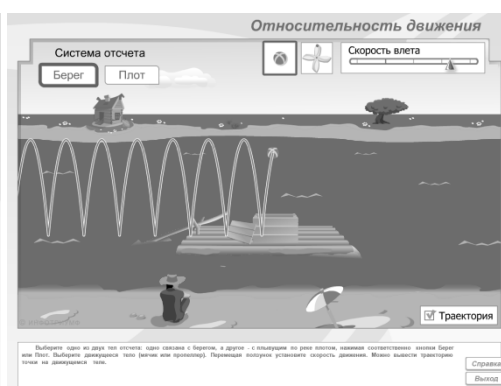 Относительность движения
Система отсчета
Берег
Плот
Скорость влета
Траектория
Выберите одно из двух тел отсчета: одно связана с берегом, а другое - с плывущим по реке плотом, нажимая соответственно кнопки Берег
или Плот. Выберите движущееся тело (мячик или пропеллер). Перемещая ползунок установите скорость движения. Можно вывести траекторию
точки на движущемся теле.
Справка
Выход